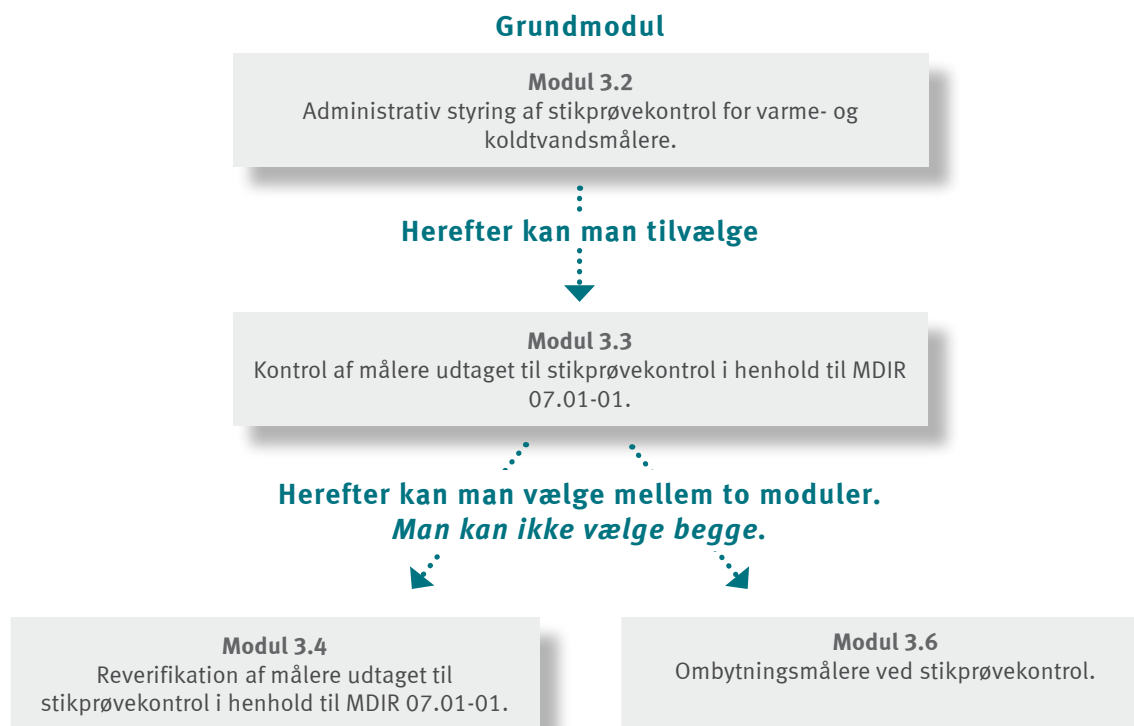 Grundmodul
Modul 3.2
Administrativ styring af stikprøvekontrol for varme- og
koldtvandsmålere.
Herefter kan man tilvælge
Modul 3.3
Kontrol af målere udtaget til stikprøvekontrol i henhold til MDIR
07.01-01.
Herefter kan man vælge mellem to moduler.
Man kan ikke vælge begge.
Modul 3.4
Reverifikation af målere udtaget til
stikprøvekontrol i henhold til MDIR 07.01-01.
Modul 3.6
Ombytningsmålere ved stikprøvekontrol.